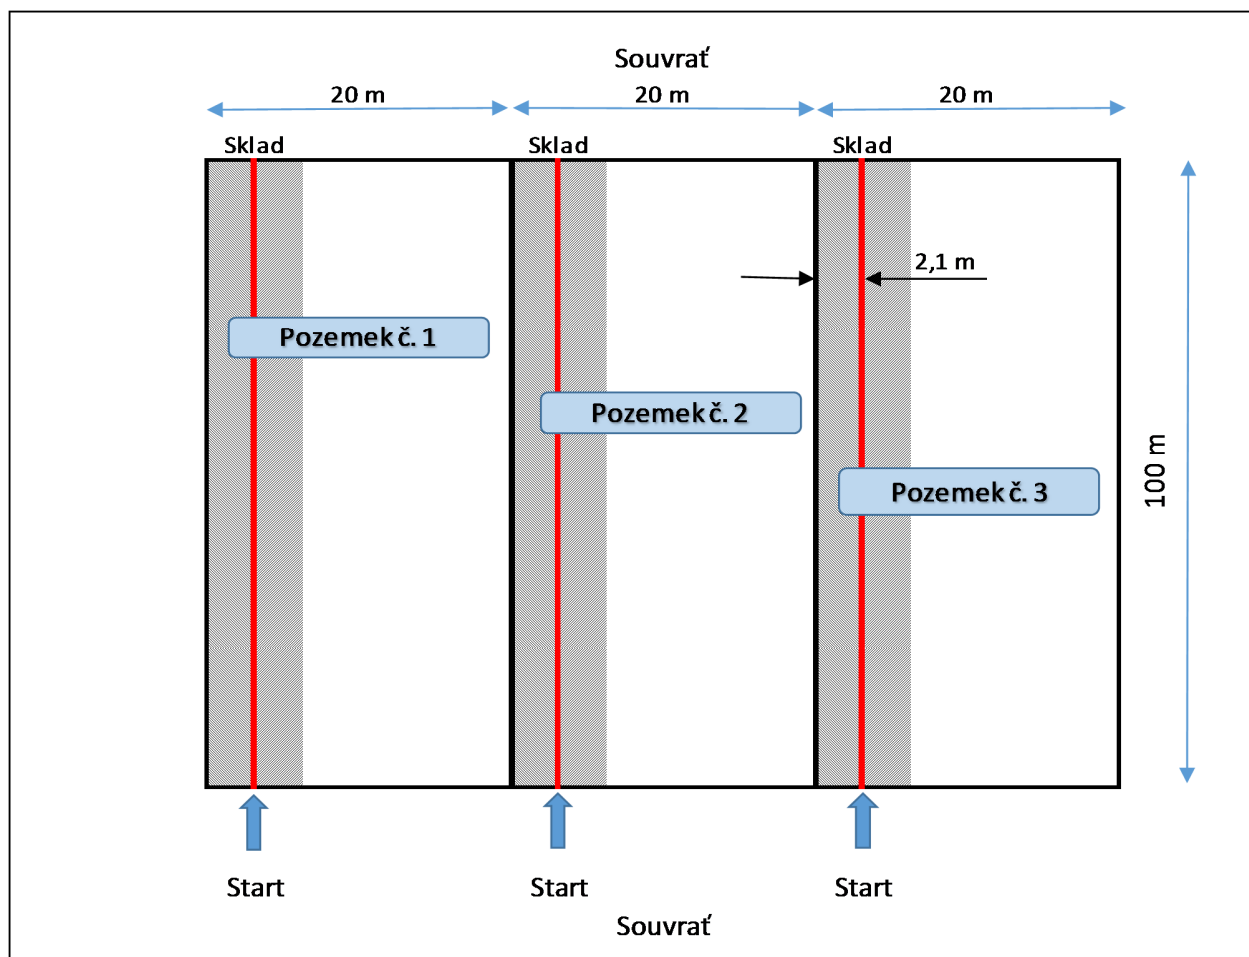 Souvrať
20 m 20 m 20 m
Sklad Sklad Sklad
2,1 m
Pozemek č. 1
Pozemek č. 2
Pozemek č. 3
100 m
Start Start Start
Souvrať